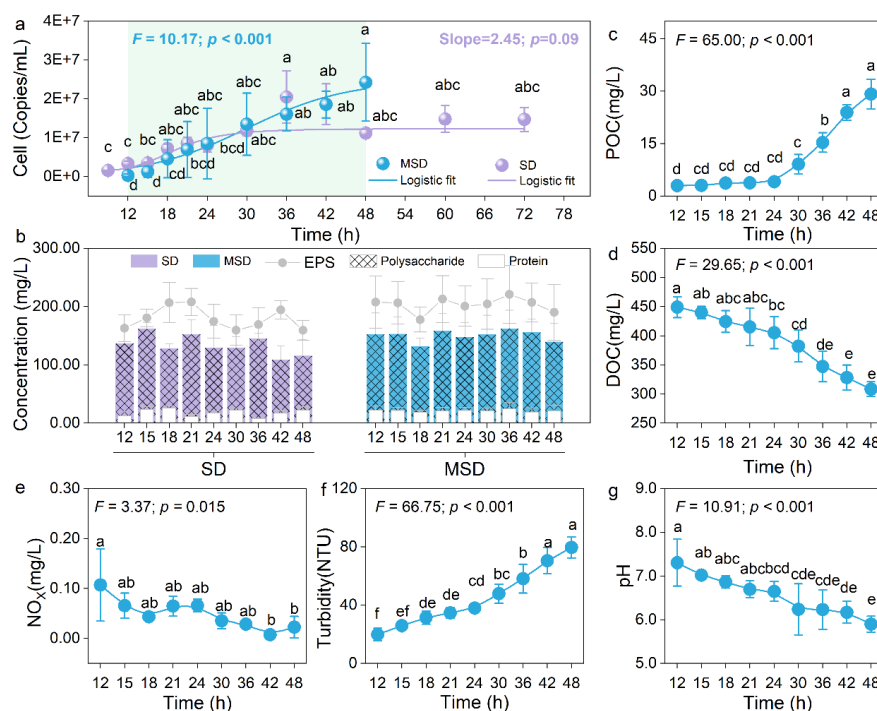 a
F = 10.17; p < 0.001
Slope=2.45; p=0.09
Cell (Copies/mL)
4E+7
3E+7
2E+7
1E+7
0E+0
c c bc abc abc abc abc a ab abc abc abc
d d cd bcd bcd abc ab ab a
MSD
SD
Logistic fit
Logistic fit
12 18 24 30 36 42 48 54 60 66 72 78
Time (h)
b
Concentration (mg/L)
300.00
200.00
100.00
0.00
SD MSD EPS Polysaccharide Protein
12 15 18 21 24 30 36 42 48
12 15 18 21 24 30 36 42 48
SD
MSD
c
F = 65.00; p < 0.001
POC(mg/L)
45
30
15
0
d d cd cd cd c b a a
12 15 18 21 24 30 36 42 48
Time (h)
d
F = 29.65; p < 0.001
DOC(mg/L)
550
500
450
400
350
300
250
a ab abc abc bc cd de e e
12 15 18 21 24 30 36 42 48
Time (h)
e
F = 3.37; p = 0.015
NOX(mg/L)
0.30
0.20
0.10
0.00
a ab ab ab ab ab ab b b
12 15 18 21 24 30 36 42 48
Time (h)
f
F = 66.75; p < 0.001
Turbidity(NTU)
120
80
40
0
f ef de de cd bc b a a
12 15 18 21 24 30 36 42 48
Time (h)
g
F = 10.91; p < 0.001
pH
9.0
8.0
7.0
6.0
5.0
a ab abc abcd bcd cde cde de e
12 15 18 21 24 30 36 42 48
Time (h)